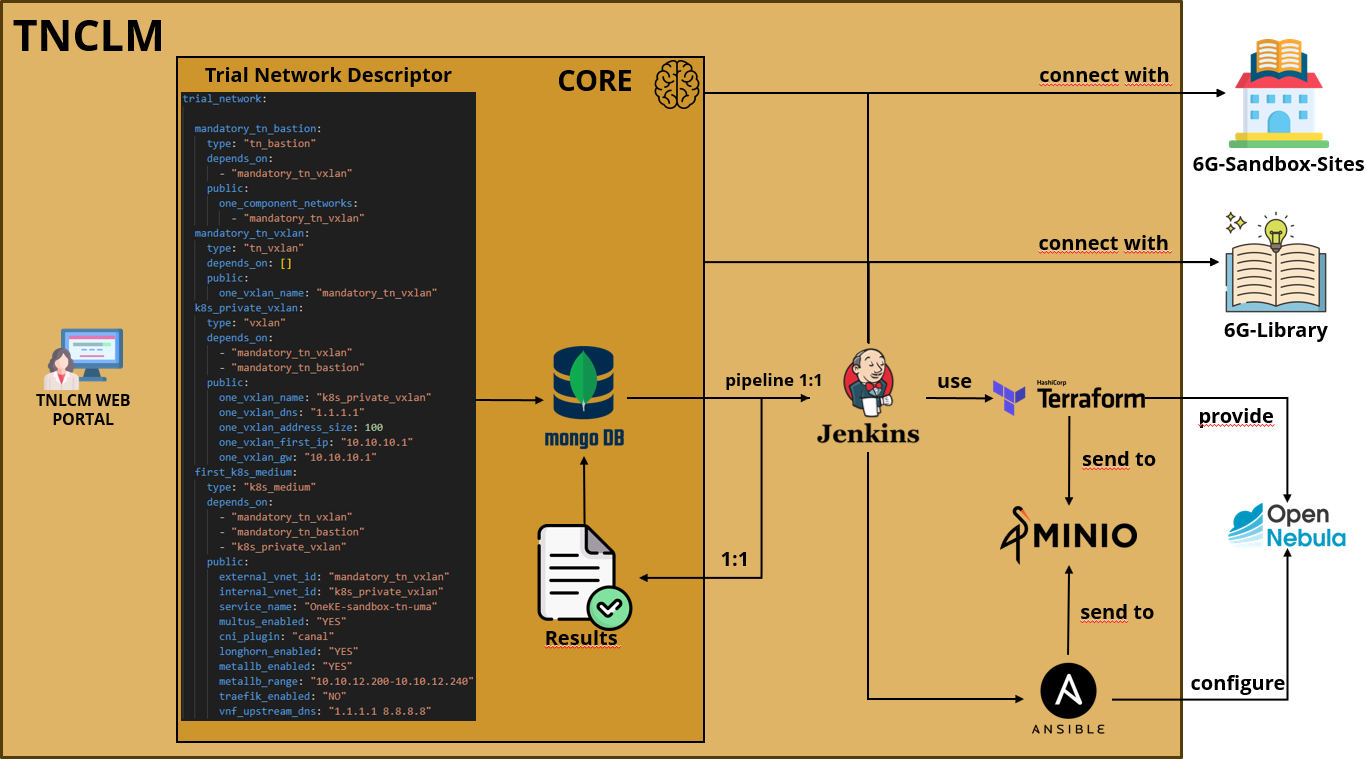 TNCLM
Trial Network Descriptor
CORE
trial_network:
mandatory_tn_bastion:
type: "tn_bastion"
depends_on:
- "mandatory_tn_vxlan"
public:
one_component_networks:
- "mandatory_tn_vxlan"
mandatory_tn_vxlan:
type: "tn_vxlan"
depends_on: []
public:
one_vxlan_name: "mandatory_tn_vxlan"
k8s_private_vxlan:
type: "vxlan"
depends_on:
- "mandatory_tn_vxlan"
- "mandatory_tn_bastion"
public:
one_vxlan_name: "k8s_private_vxlan"
one_vxlan_dns: "1.1.1.1"
one_vxlan_address_size: 100
one_vxlan_first_ip: "10.10.10.1"
one_vxlan_gw: "10.10.10.1"
first_k8s_medium:
type: "k8s_medium"
depends_on:
- "mandatory_tn_vxlan"
- "mandatory_tn_bastion"
- "k8s_private_vxlan"
public:
external_vnet_id: "mandatory_tn_vxlan"
internal_vnet_id: "k8s_private_vxlan"
service_name: "OneKE-sandbox-tn-uma"
multus_enabled: "YES"
cni_plugin: "canal"
longhorn_enabled: "YES"
metallb_enabled: "YES"
metallb_range: "10.10.12.200-10.10.12.240"
traefik_enabled: "NO"
vnf_upstream_dns: "1.1.1.1 8.8.8.8"
TNLCM WEB
PORTAL
mongo DB
Results
pipeline 1:1
1:1
Jenkins
use
HashiCorp
Terraform
send to
MINIO
send to
ANSIBLE
connect with
6G-Sandbox-Sites
connect with
6G-Library
provide
Open
Nebula
configure